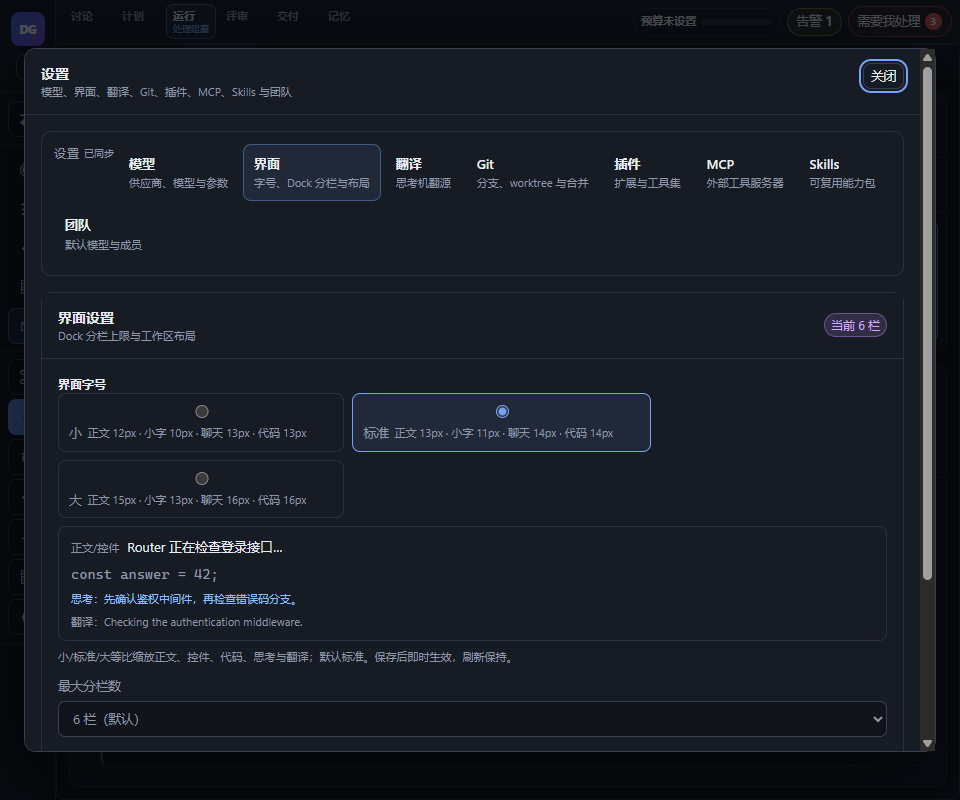 DG
讨论 计划 运行 评审 交付 记忆
处理阻塞
预算未设置 告警 1 需要我处理 3
设置
模型、界面、翻译、Git、插件、MCP、Skills 与团队
关闭
设置 已同步
模型
供应商、模型与参数
界面
字号、Dock 分栏与布局
翻译
思考机翻源
Git
分支、worktree 与合并
插件
扩展与工具集
MCP
外部工具服务器
Skills
可复用能力包
团队
默认模型与成员
界面设置
Dock 分栏上限与工作区布局
当前 6 栏
界面字号
小 正文 12px · 小字 10px · 聊天 13px · 代码 13px
标准 正文 13px · 小字 11px · 聊天 14px · 代码 14px
大 正文 15px · 小字 13px · 聊天 16px · 代码 16px
正文/控件 Router 正在检查登录接口...
const answer = 42;
思考：先确认鉴权中间件，再检查错误码分支。
翻译：Checking the authentication middleware.
小/标准/大等比缩放正文、控件、代码、思考与翻译；默认标准。保存后即时生效，刷新保持。
最大分栏数
6 栏（默认）